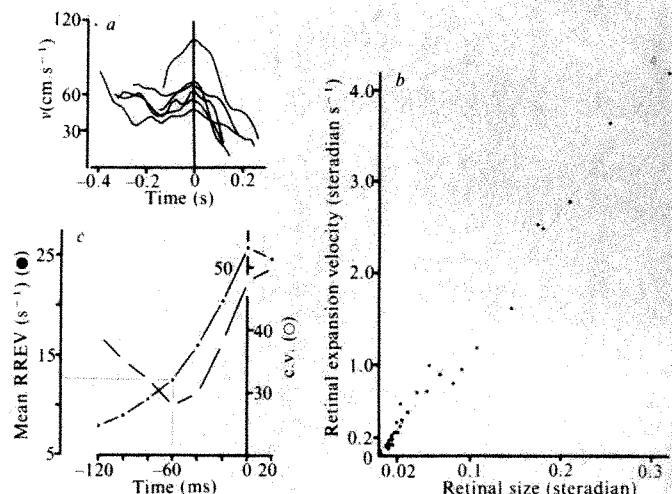 a
v(cm s⁻¹)
120
60
30
-0.4
-0.2
0
0.2
Time (s)
b
Retinal expansion velocity (steradian s⁻¹)
4.0
3.0
2.0
1.0
0.2
0
0.02
0.1
0.2
0.3
Retinal size (steradian)
c
Mean RREV (s⁻¹) (●)
25
15
5
50
40
30
c.v. (○)
-120
-60
0 20
Time (ms)